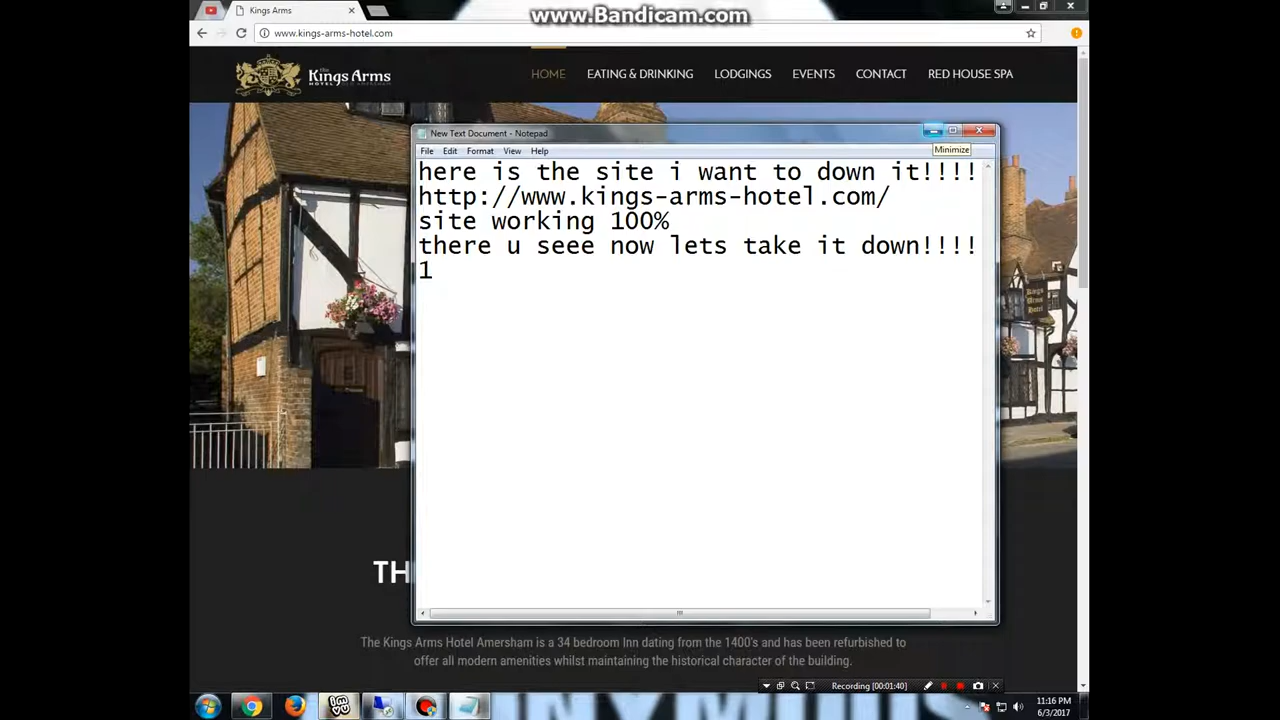 www.Bandicam.com
Kings Arms
www.kings-arms-hotel.com
the
Kings Arms
HOME EATING & DRINKING LODGINGS EVENTS CONTACT RED HOUSE SPA
New Text Document - Notepad
Minimize
File Edit Format View Help
here is the site i want to down it!!!!
http://www.kings-arms-hotel.com/
site working 100%
there u seee now lets take it down!!!!
1
Kings
Arms
Hotel
TH
The Kings Arms Hotel Amersham is a 34 bedroom Inn dating from the 1400's and has been refurbished to
offer all modern amenities whilst maintaining the historical character of the building.
Recording [00:01:40]
11:16 PM
6/3/2017